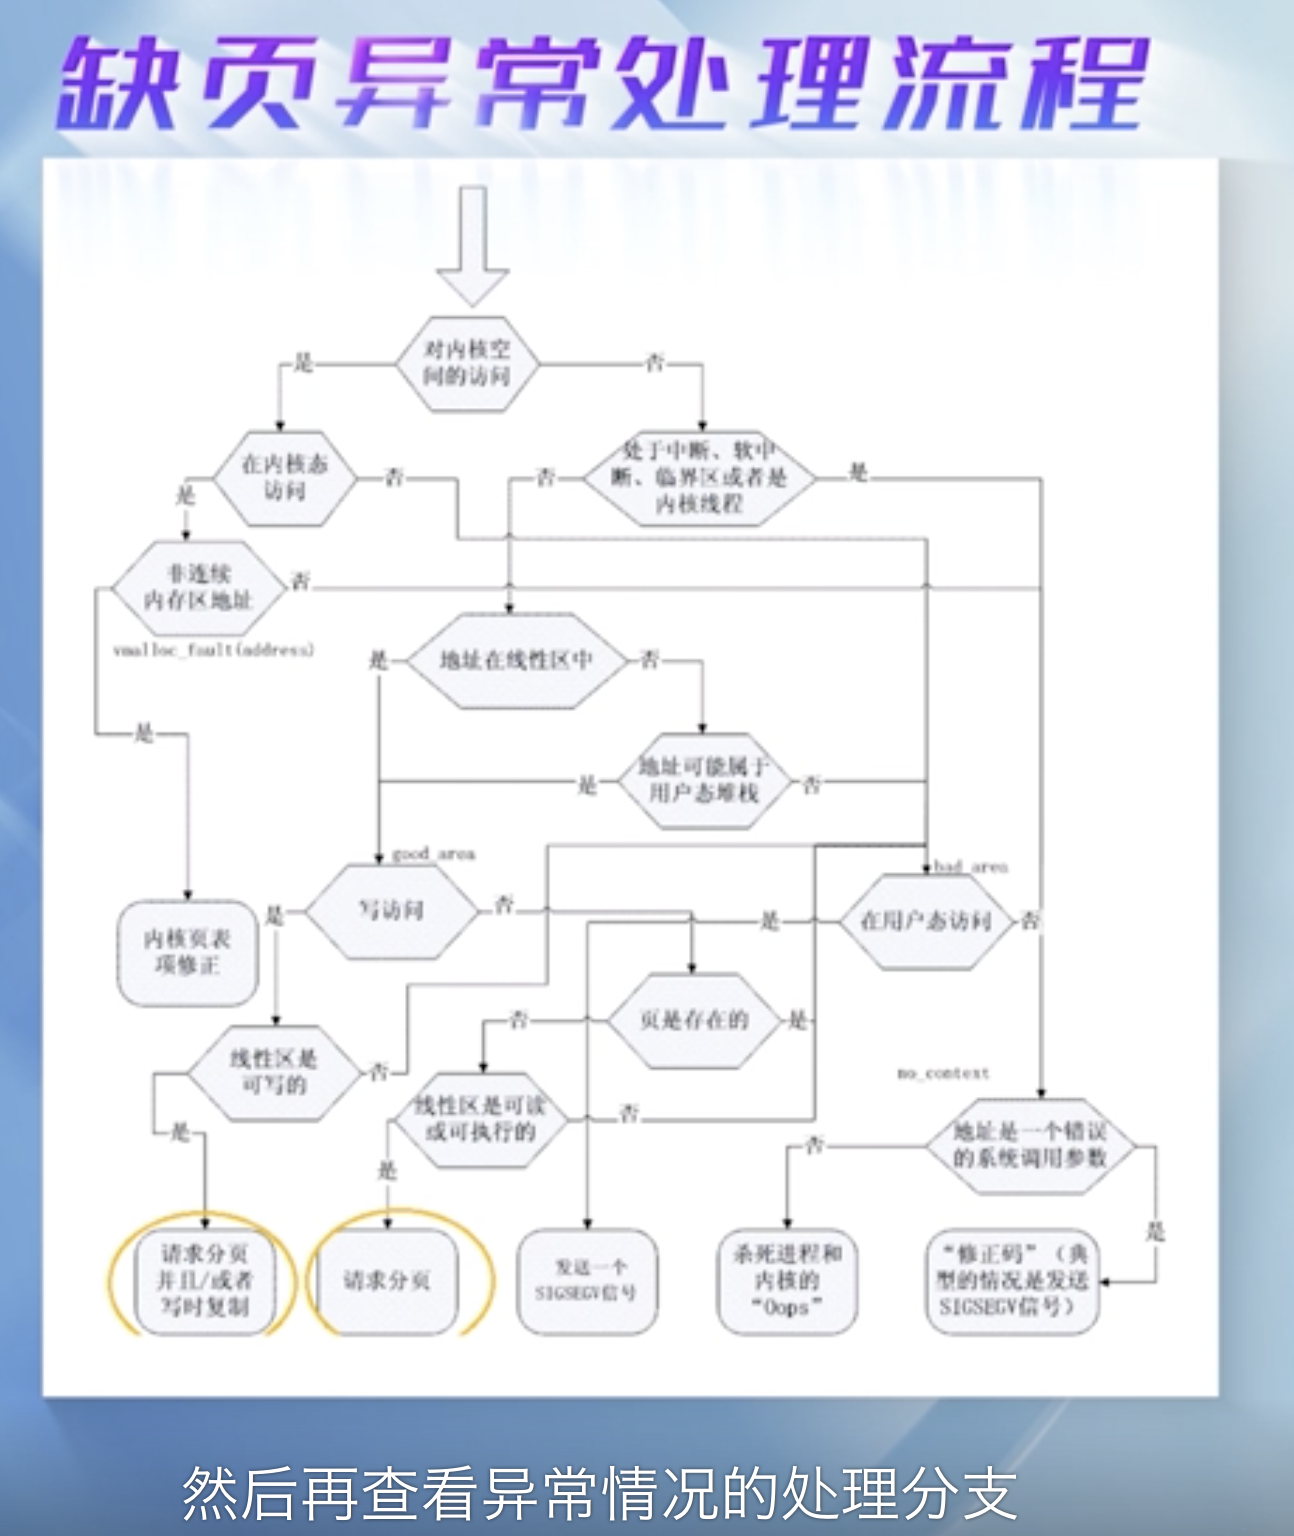 缺页异常处理流程
对内核空
间的访问
是
否
在内核态
访问
否
是
处于中断、软中
断、临界区或者是
内核线程
否
是
非连续
内存区地址
否
vmalloc_fault(address)
是
地址在线性区中
是
否
地址可能属于
用户态堆栈
是
否
good_area
写访问
是
否
bad_area
在用户态访问
是
否
内核页表
项修正
页是存在的
否
是
线性区是
可写的
否
是
线性区是可读
或可执行的
否
是
no_context
地址是一个错误
的系统调用参数
否
是
请求分页
并且/或者
写时复制
请求分页
发送一个
SIGSEGV信号
杀死进程和
内核的
“Oops”
“修正码”（典
型的情况是发送
SIGSEGV信号）
然后再查看异常情况的处理分支